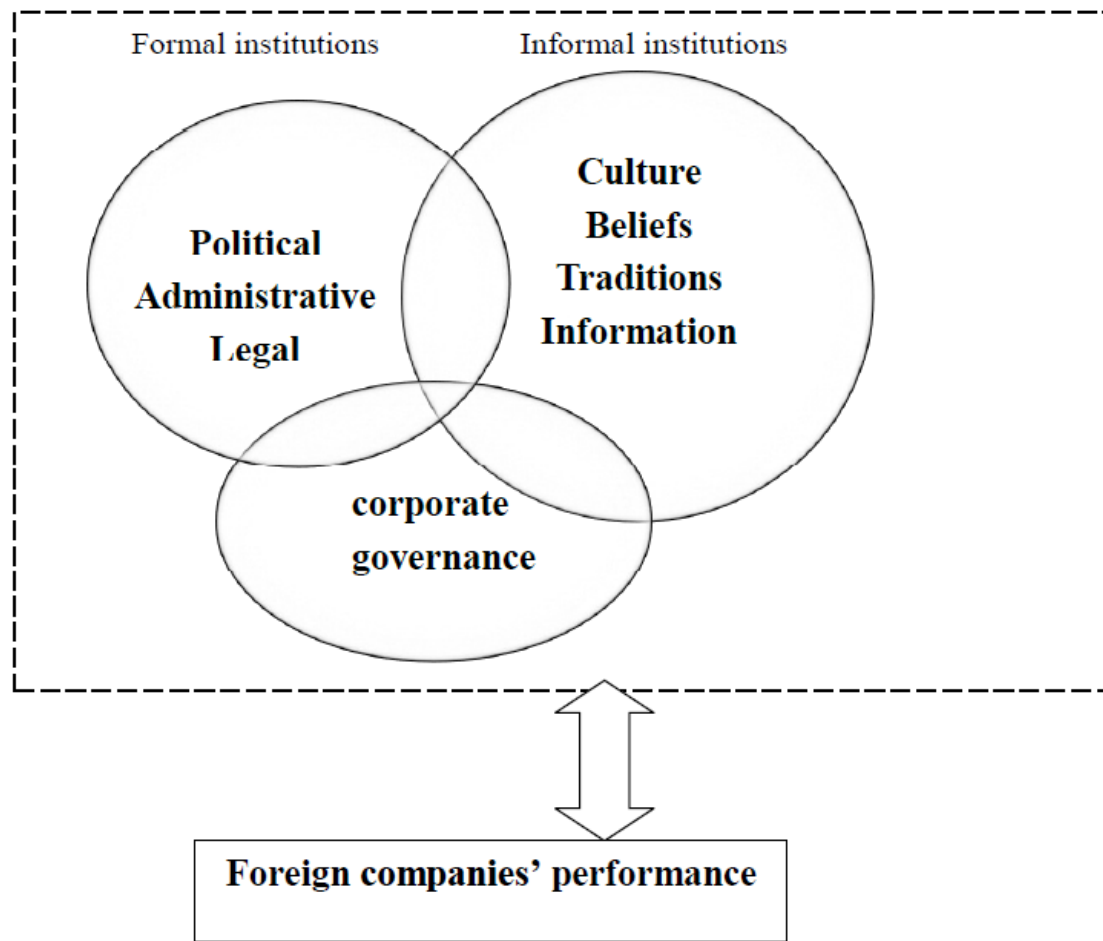 Formal institutions
Informal institutions
Culture
Beliefs
Traditions
Information
Political
Administrative
Legal
corporate
governance
Foreign companies’ performance